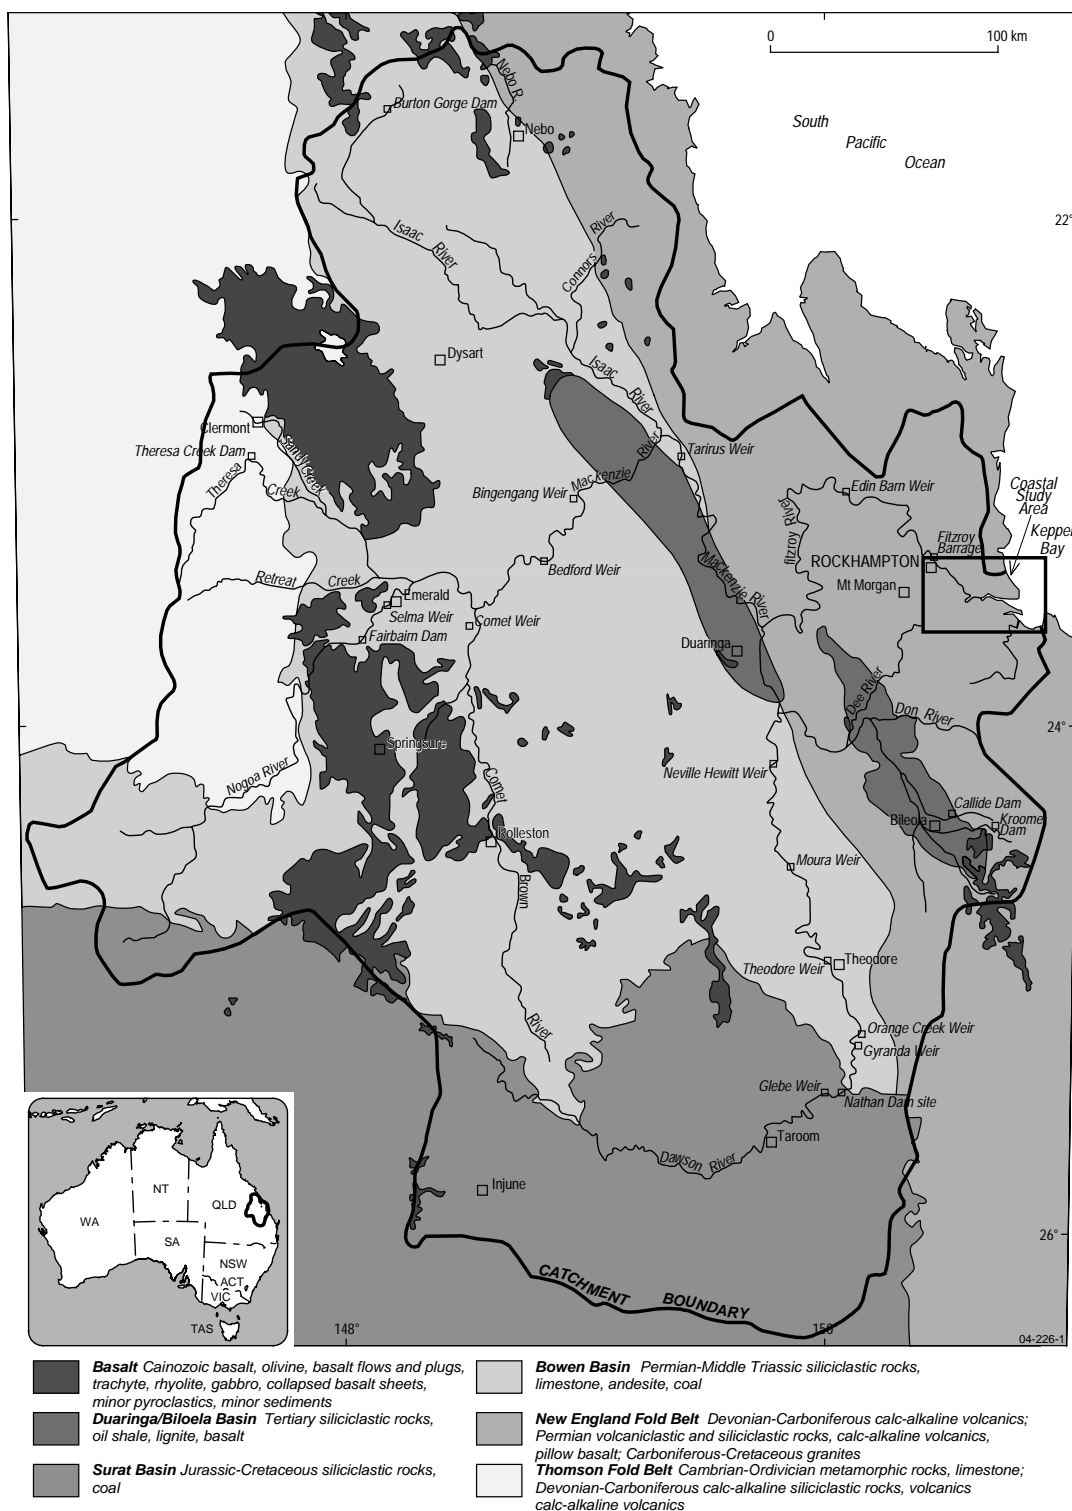 0
100 km
Nebo R.
Burton Gorge Dam
Nebo
South
Pacific
Ocean
22°
Isaac
River
Connors
River
Dysart
Isaac
River
Clermont
Theresa Creek Dam
Sandy Creek
Theresa
Creek
River
Tarirus Weir
Mackenzie
Bingengang Weir
Edin Barn Weir
Coastal
Study
Area
Keppel
Bay
fitzroy River
Fitzroy
Barrage
ROCKHAMPTON
Bedford Weir
Mackenzie River
Mt Morgan
Retreat
Creek
Emerald
Selma Weir
Comet Weir
Fairbairn Dam
Duaringa
Dee River
Don River
24°
Springsure
Nogoa River
Neville Hewitt Weir
Comet
Callide Dam
Bileola
Kroome
Dam
Rolleston
Moura Weir
Brown
Theodore Weir
Theodore
River
Orange Creek Weir
Gyranda Weir
Glebe Weir
Nathan Dam site
Taroom
Dawson River
Injune
26°
CATCHMENT BOUNDARY
NT
QLD
WA
SA
NSW
ACT
VIC
TAS
148°
150
04-226-1
Basalt Cainozoic basalt, olivine, basalt flows and plugs,
trachyte, rhyolite, gabbro, collapsed basalt sheets,
minor pyroclastics, minor sediments
Duaringa/Biloela Basin Tertiary siliciclastic rocks,
oil shale, lignite, basalt
Surat Basin Jurassic-Cretaceous siliciclastic rocks,
coal
Bowen Basin Permian-Middle Triassic siliciclastic rocks,
limestone, andesite, coal
New England Fold Belt Devonian-Carboniferous calc-alkaline volcanics;
Permian volcaniclastic and siliclastic rocks, calc-alkaline volcanics,
pillow basalt; Carboniferous-Cretaceous granites
Thomson Fold Belt Cambrian-Ordivician metamorphic rocks, limestone;
Devonian-Carboniferous calc-alkaline siliclastic rocks, volcanics
calc-alkaline volcanics